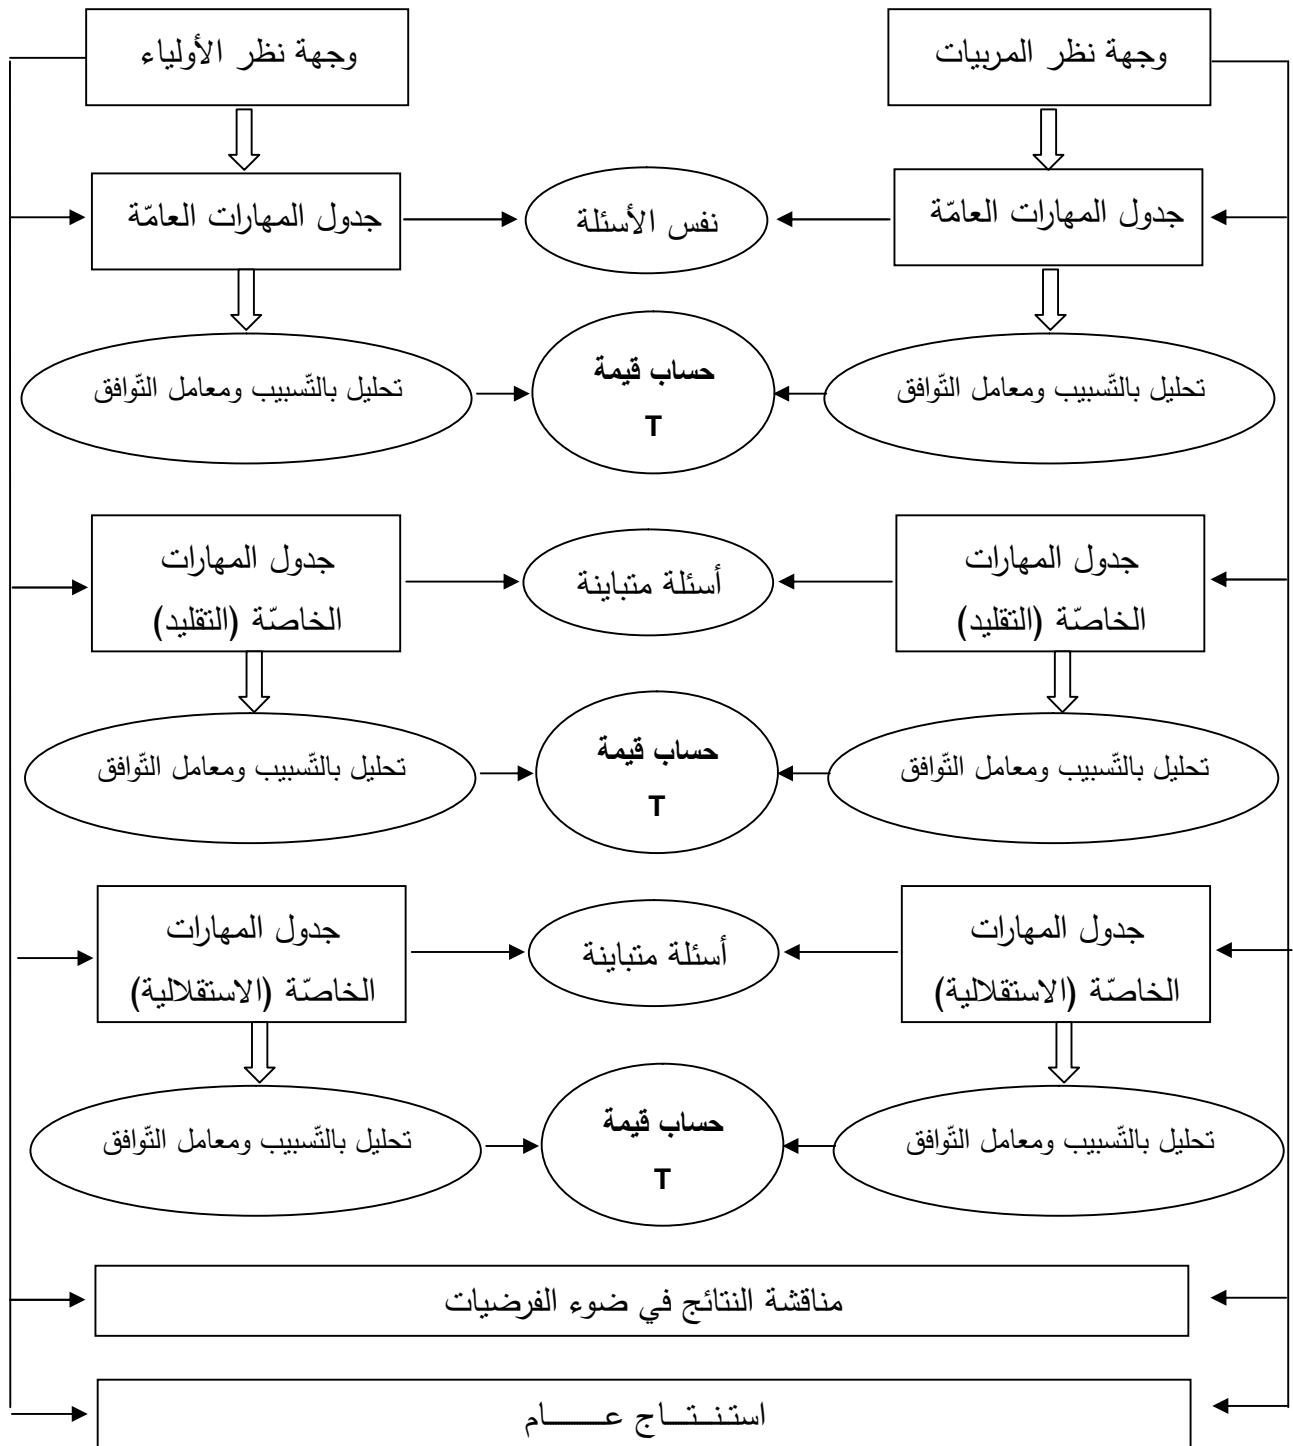 وجهة نظر المربيات
وجهة نظر الأولياء
جدول المهارات العامّة
نفس الأسئلة
جدول المهارات العامّة
تحليل بالتّسبيب ومعامل التّوافق
حساب قيمة
T
تحليل بالتّسبيب ومعامل التّوافق
جدول المهارات
الخاصّة (التقليد)
أسئلة متباينة
جدول المهارات
الخاصّة (التقليد)
تحليل بالتّسبيب ومعامل التّوافق
حساب قيمة
T
تحليل بالتّسبيب ومعامل التّوافق
جدول المهارات
الخاصّة (الاستقلالية)
أسئلة متباينة
جدول المهارات
الخاصّة (الاستقلالية)
تحليل بالتّسبيب ومعامل التّوافق
حساب قيمة
T
تحليل بالتّسبيب ومعامل التّوافق
مناقشة النتائج في ضوء الفرضيات
استـنــتـــاج عـــــــام